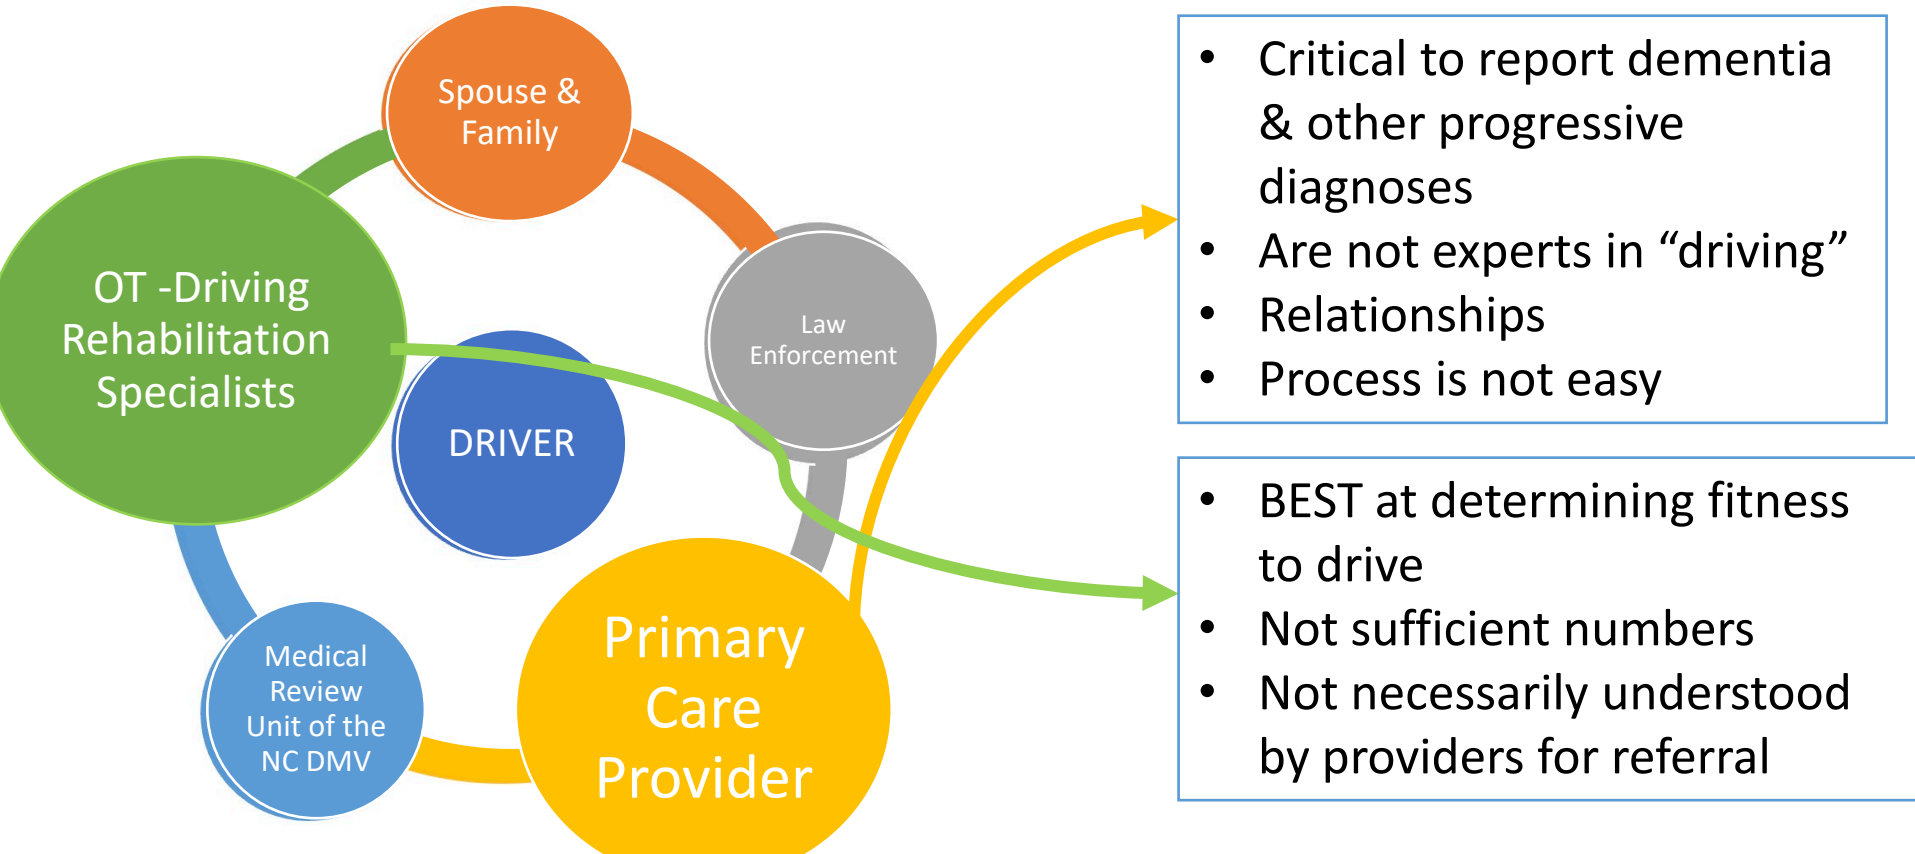 Spouse &
Family
OT -Driving
Rehabilitation
Specialists
Law
Enforcement
DRIVER
Medical
Review
Unit of the
NC DMV
Primary
Care
Provider
• Critical to report dementia
& other progressive
diagnoses
• Are not experts in “driving”
• Relationships
• Process is not easy
• BEST at determining fitness
to drive
• Not sufficient numbers
• Not necessarily understood
by providers for referral